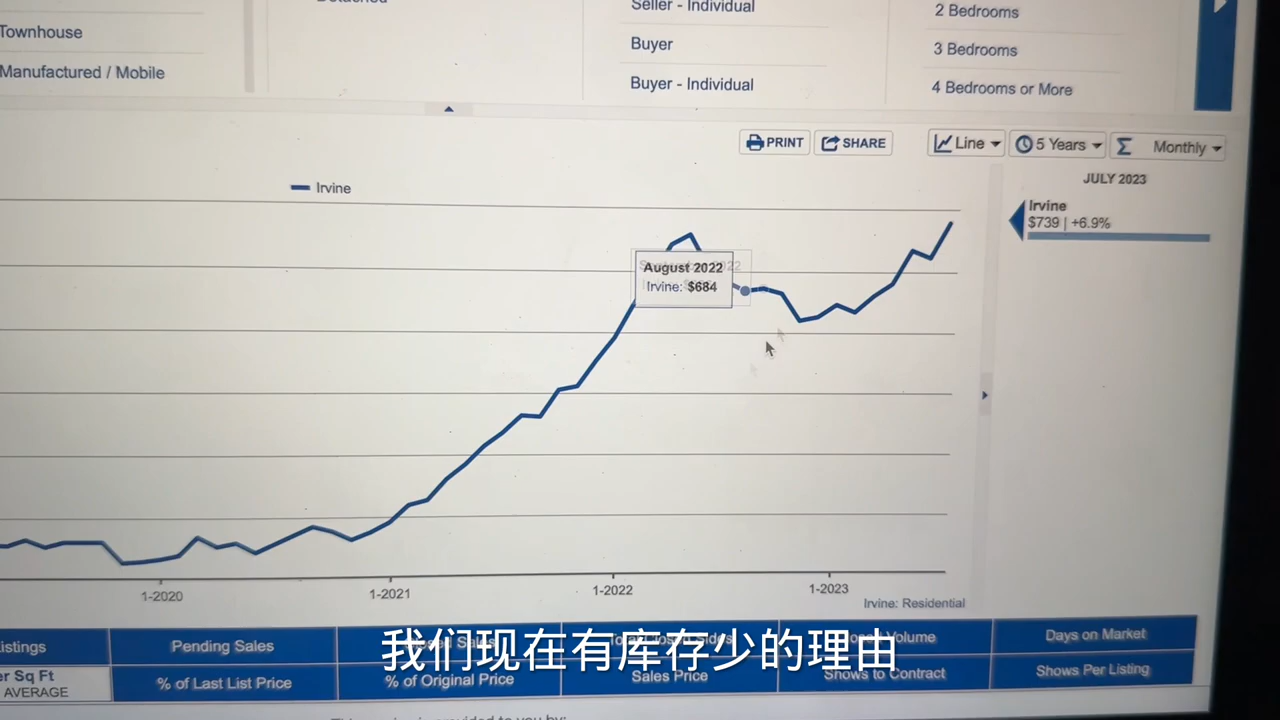 Seller - Individual
2 Bedrooms
Townhouse
Buyer
3 Bedrooms
Manufactured / Mobile
Buyer - Individual
4 Bedrooms or More
PRINT
SHARE
Line
5 Years
Σ Monthly
JULY 2023
Irvine
Irvine
$739 | +6.9%
August 2022
Irvine: $684
1-2020
1-2021
1-2022
1-2023
Irvine: Residential
Pending Sales
Days on Market
我们现在有库存少的理由
Sq Ft
AVERAGE
% of Last List Price
% of Original Price
Sales Price
Shows to Contract
Shows Per Listing